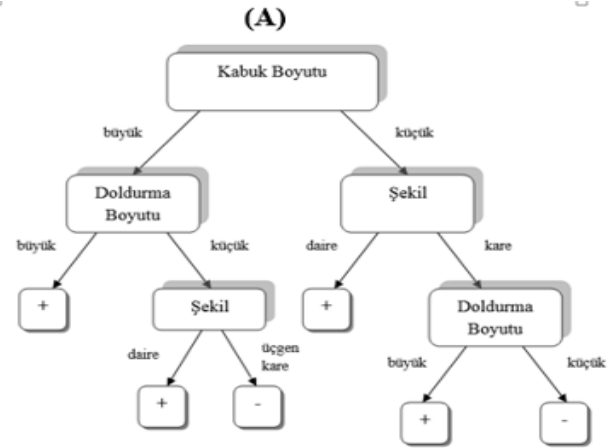 (A)
Kabuk Boyutu
büyük
küçük
Doldurma
Boyutu
Şekil
büyük
küçük
daire
kare
+
Şekil
+
Doldurma
Boyutu
daire
üçgen
kare
büyük
küçük
+
-
+
-